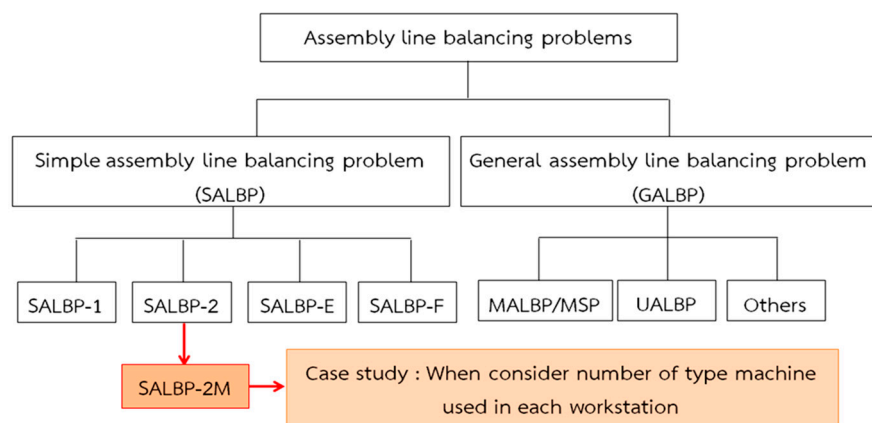 Assembly line balancing problems
Simple assembly line balancing problem
(SALBP)
General assembly line balancing problem
(GALBP)
SALBP-1
SALBP-2
SALBP-E
SALBP-F
MALBP/MSP
UALBP
Others
SALBP-2M
Case study : When consider number of type machine
used in each workstation